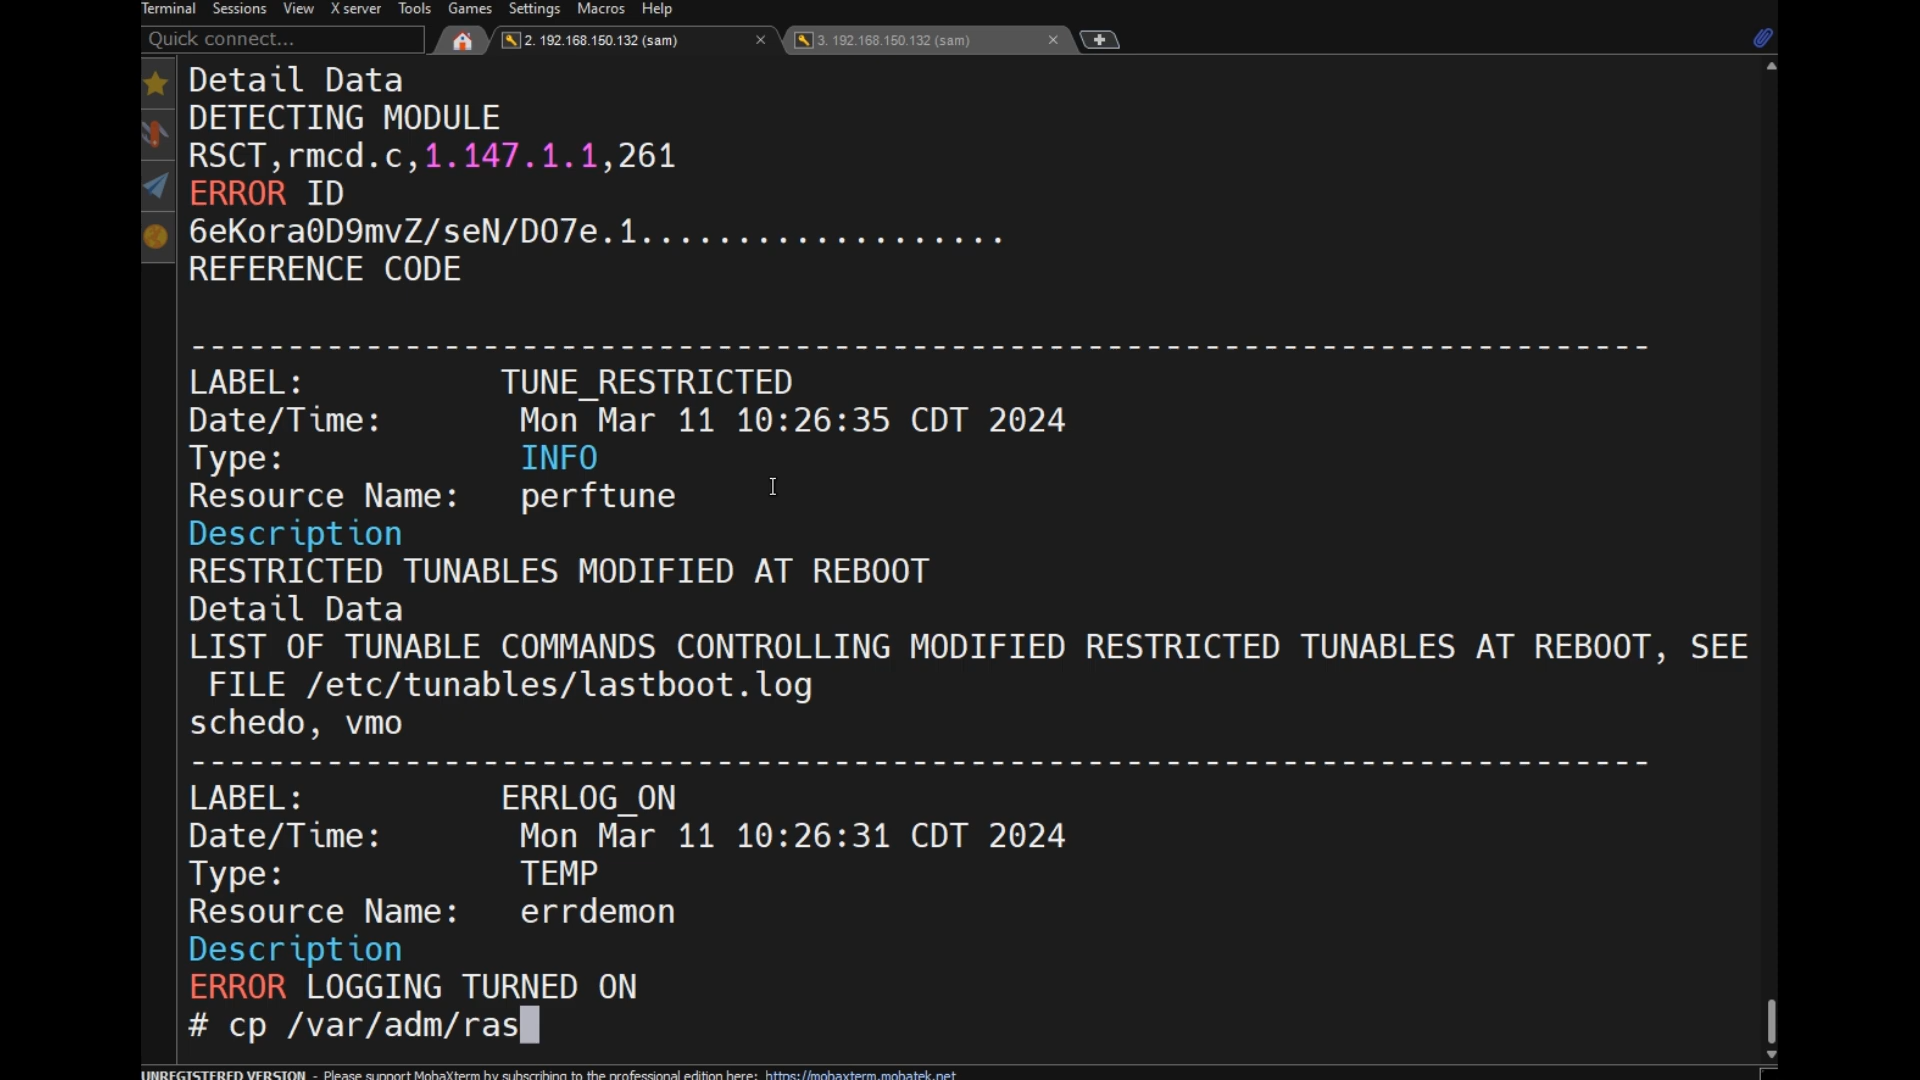 Terminal Sessions View X server Tools Games Settings Macros Help
Quick connect... 2. 192.168.150.132 (sam) 3. 192.168.150.132 (sam)
Detail Data
DETECTING MODULE
RSCT,rmcd.c,1.147.1.1,261
ERROR ID
6eKora0D9mvZ/seN/DO7e.1...................
REFERENCE CODE
---------------------------------------------------------------------------
LABEL: TUNE_RESTRICTED
Date/Time: Mon Mar 11 10:26:35 CDT 2024
Type: INFO
Resource Name: perftune
Description
RESTRICTED TUNABLES MODIFIED AT REBOOT
Detail Data
LIST OF TUNABLE COMMANDS CONTROLLING MODIFIED RESTRICTED TUNABLES AT REBOOT, SEE
FILE /etc/tunables/lastboot.log
schedo, vmo
---------------------------------------------------------------------------
LABEL: ERRLOG_ON
Date/Time: Mon Mar 11 10:26:31 CDT 2024
Type: TEMP
Resource Name: errdemon
Description
ERROR LOGGING TURNED ON
# cp /var/adm/ras
UNREGISTERED VERSION - Please support MobaXterm by subscribing to the professional edition here: https://mobaxterm.mobatek.net